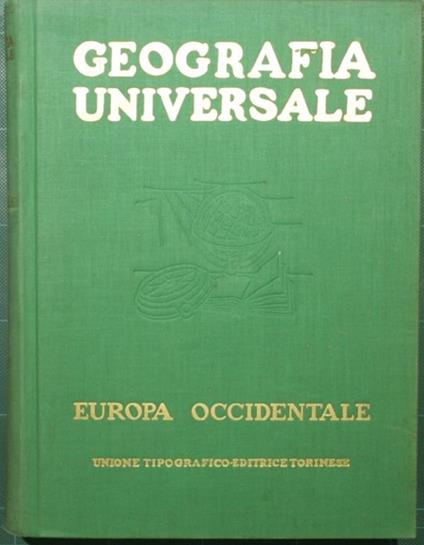 GEOGRAFIA
UNIVERSALE
EUROPA OCCIDENTALE
UNIONE TIPOGRAFICO-EDITRICE TORINESE